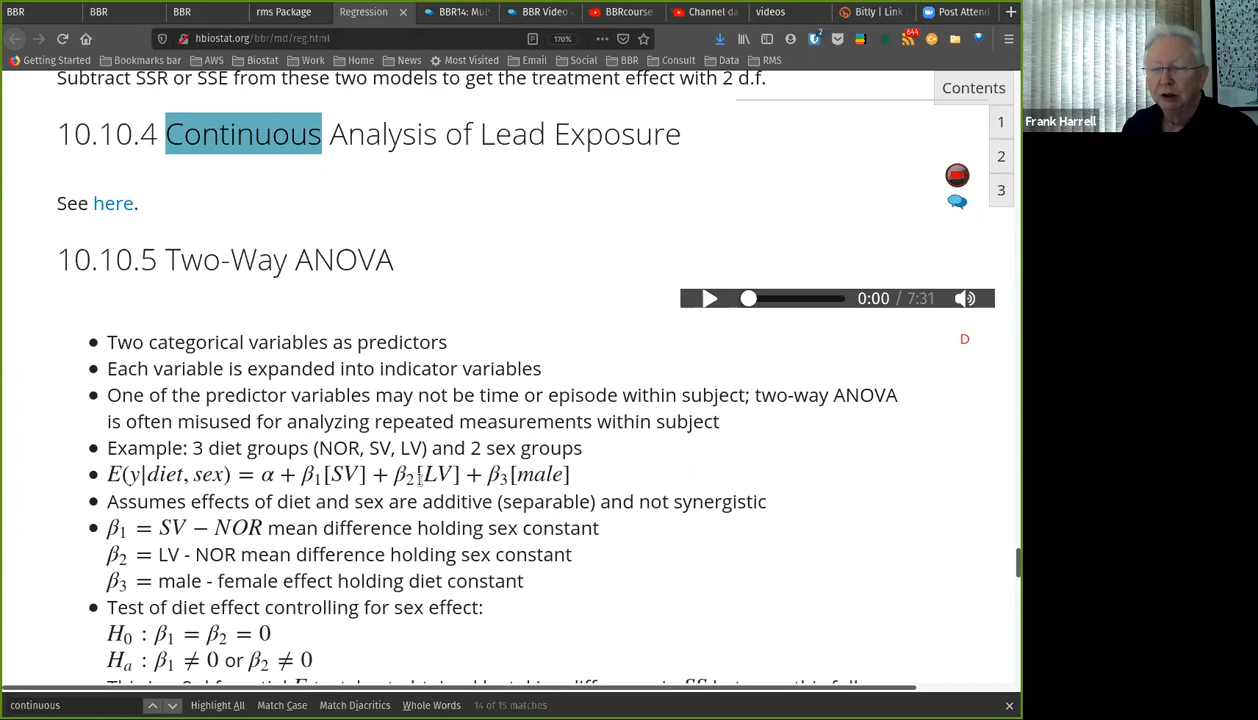 BBR
BBR
BBR
rms Package
Regression
BBR14: Mu
BBR Video
BBRcourse
Channel da
videos
Bitly | Link
Post Attend
hbiostat.org/bbr/md/reg.html
170%
644
Getting Started
Bookmarks bar
AWS
Biostat
Work
Home
News
Most Visited
Email
Social
BBR
Consult
Data
RMS
Subtract SSR or SSE from these two models to get the treatment effect with 2 d.f.
Contents
1
2
3
Frank Harrell
10.10.4 Continuous Analysis of Lead Exposure
See here.
10.10.5 Two-Way ANOVA
0:00 / 7:31
D
• Two categorical variables as predictors
• Each variable is expanded into indicator variables
• One of the predictor variables may not be time or episode within subject; two-way ANOVA
is often misused for analyzing repeated measurements within subject
• Example: 3 diet groups (NOR, SV, LV) and 2 sex groups
• E(y|diet, sex) = α + β₁[SV] + β₂[LV] + β₃[male]
• Assumes effects of diet and sex are additive (separable) and not synergistic
• β₁ = SV − NOR mean difference holding sex constant
β₂ = LV - NOR mean difference holding sex constant
β₃ = male - female effect holding diet constant
• Test of diet effect controlling for sex effect:
H₀ : β₁ = β₂ = 0
Hₐ : β₁ ≠ 0 or β₂ ≠ 0
continuous
Highlight All
Match Case
Match Diacritics
Whole Words
14 of 15 matches